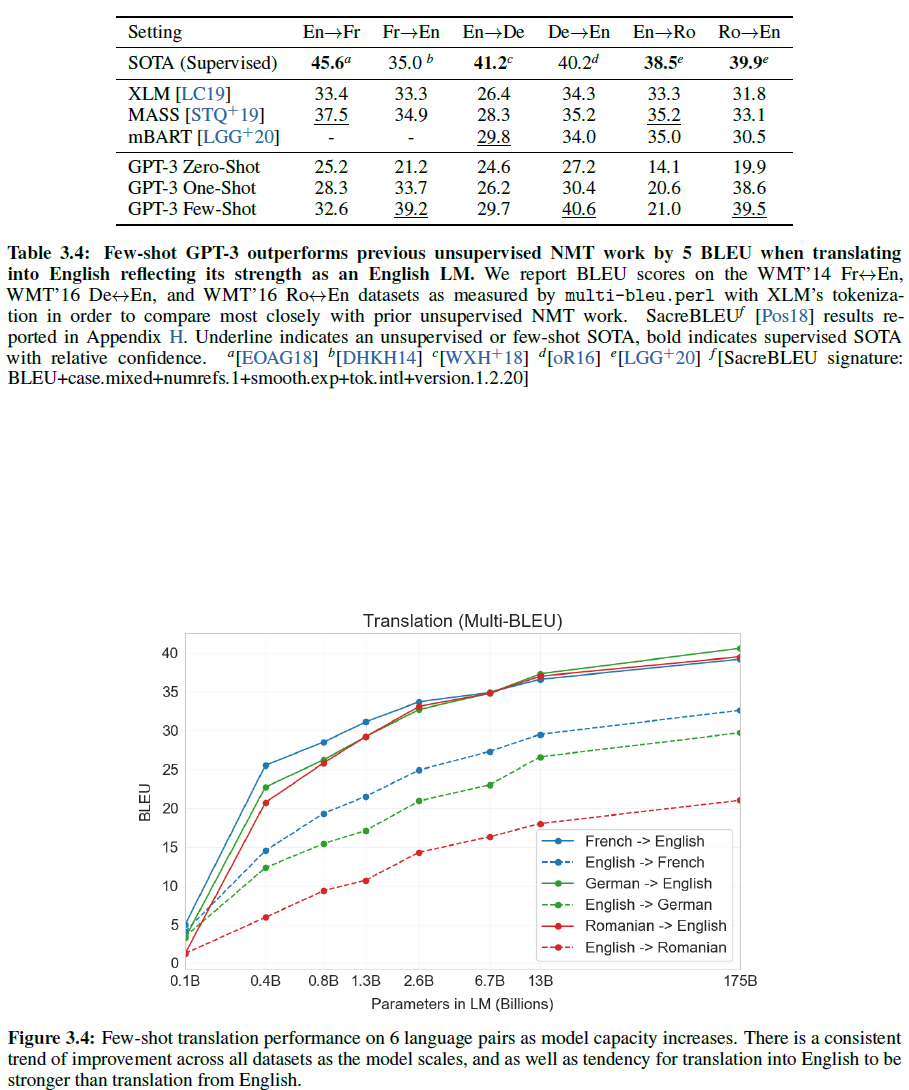 Setting En→Fr Fr→En En→De De→En En→Ro Ro→En
SOTA (Supervised) 45.6a 35.0 b 41.2c 40.2d 38.5e 39.9e
XLM [LC19] 33.4 33.3 26.4 34.3 33.3 31.8
MASS [STQ+19] 37.5 34.9 28.3 35.2 35.2 33.1
mBART [LGG+20] - - 29.8 34.0 35.0 30.5
GPT-3 Zero-Shot 25.2 21.2 24.6 27.2 14.1 19.9
GPT-3 One-Shot 28.3 33.7 26.2 30.4 20.6 38.6
GPT-3 Few-Shot 32.6 39.2 29.7 40.6 21.0 39.5
Table 3.4: Few-shot GPT-3 outperforms previous unsupervised NMT work by 5 BLEU when translating
into English reflecting its strength as an English LM. We report BLEU scores on the WMT'14 Fr↔En,
WMT'16 De↔En, and WMT'16 Ro↔En datasets as measured by multi-bleu.perl with XLM's tokeniza-
tion in order to compare most closely with prior unsupervised NMT work. SacreBLEUf [Pos18] results re-
ported in Appendix H. Underline indicates an unsupervised or few-shot SOTA, bold indicates supervised SOTA
with relative confidence. a[EOAG18] b[DHKH14] c[WXH+18] d[oR16] e[LGG+20] f[SacreBLEU signature:
BLEU+case.mixed+numrefs.1+smooth.exp+tok.intl+version.1.2.20]
Translation (Multi-BLEU)
40
35
30
25
20
15
10
5
0
BLEU
French -> English
English -> French
German -> English
English -> German
Romanian -> English
English -> Romanian
0.1B 0.4B 0.8B 1.3B 2.6B 6.7B 13B 175B
Parameters in LM (Billions)
Figure 3.4: Few-shot translation performance on 6 language pairs as model capacity increases. There is a consistent
trend of improvement across all datasets as the model scales, and as well as tendency for translation into English to be
stronger than translation from English.